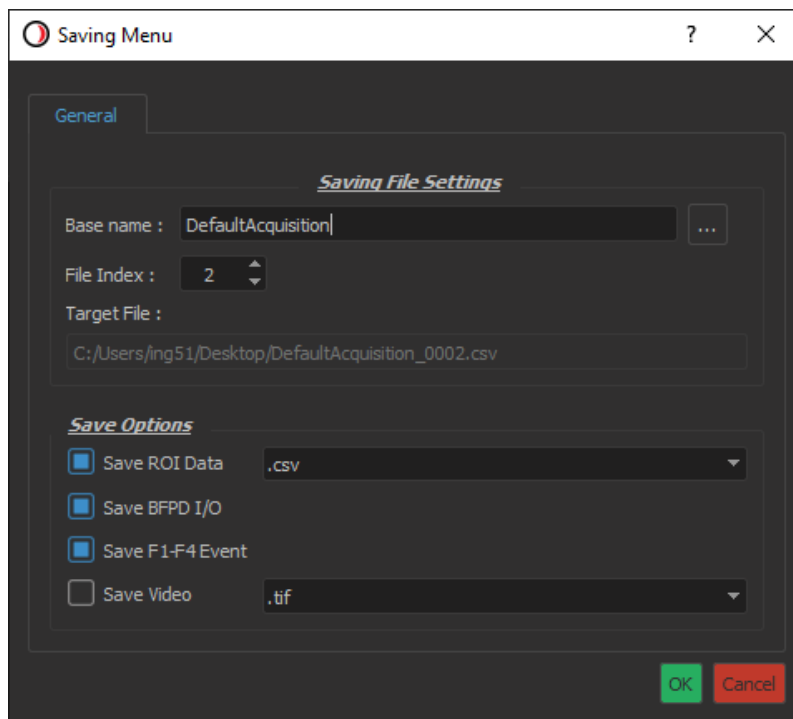 Saving Menu ? ×
General
Saving File Settings
Base name : DefaultAcquisition ...
File Index : 2
Target File :
C:/Users/ing51/Desktop/DefaultAcquisition_0002.csv
Save Options
Save ROI Data .csv
Save BFPD I/O
Save F1-F4 Event
Save Video .tif
OK Cancel